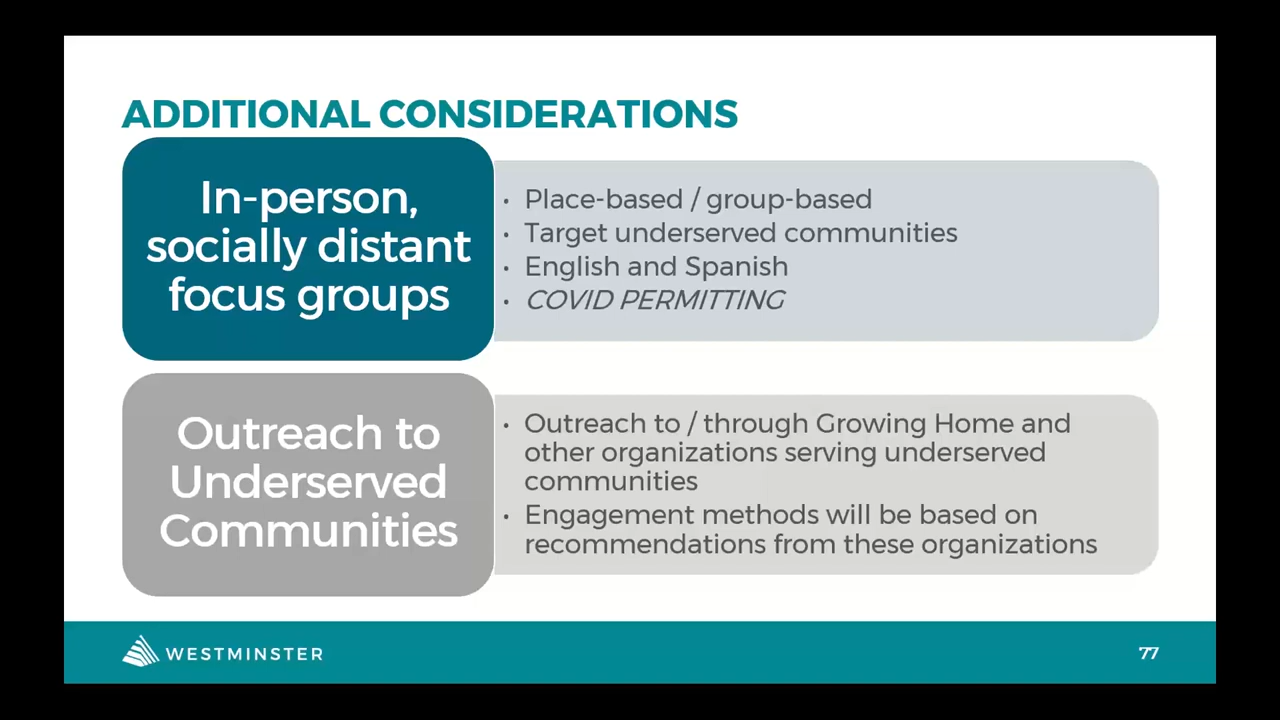 ADDITIONAL CONSIDERATIONS
In-person,
socially distant
focus groups
• Place-based / group-based
• Target underserved communities
• English and Spanish
• COVID PERMITTING
Outreach to
Underserved
Communities
• Outreach to / through Growing Home and
other organizations serving underserved
communities
• Engagement methods will be based on
recommendations from these organizations
WESTMINSTER
77